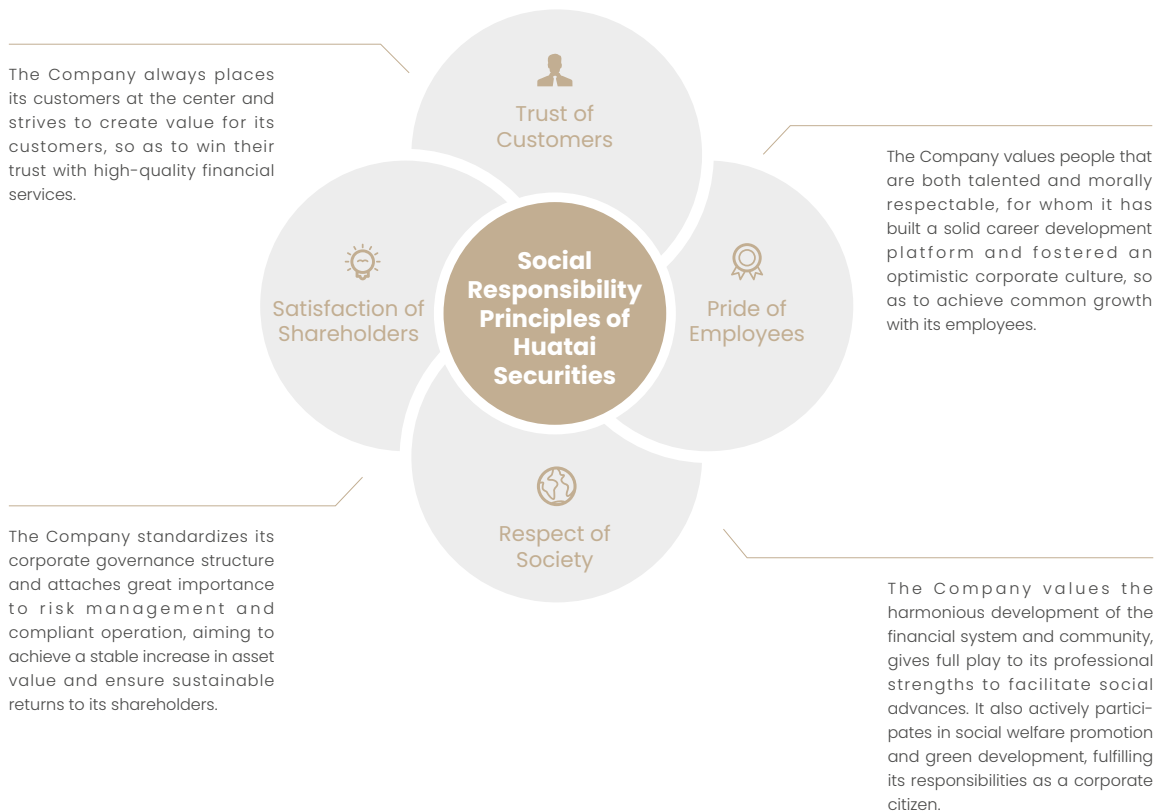 The Company always places
its customers at the center and
strives to create value for its
customers, so as to win their
trust with high-quality financial
services.
Trust of
Customers
The Company values people that
are both talented and morally
respectable, for whom it has
built a solid career development
platform and fostered an
optimistic corporate culture, so
as to achieve common growth
with its employees.
Satisfaction of
Shareholders
Social
Responsibility
Principles of
Huatai
Securities
Pride of
Employees
Respect of
Society
The Company standardizes its
corporate governance structure
and attaches great importance
to risk management and
compliant operation, aiming to
achieve a stable increase in asset
value and ensure sustainable
returns to its shareholders.
The Company values the
harmonious development of the
financial system and community,
gives full play to its professional
strengths to facilitate social
advances. It also actively partici-
pates in social welfare promotion
and green development, fulfilling
its responsibilities as a corporate
citizen.